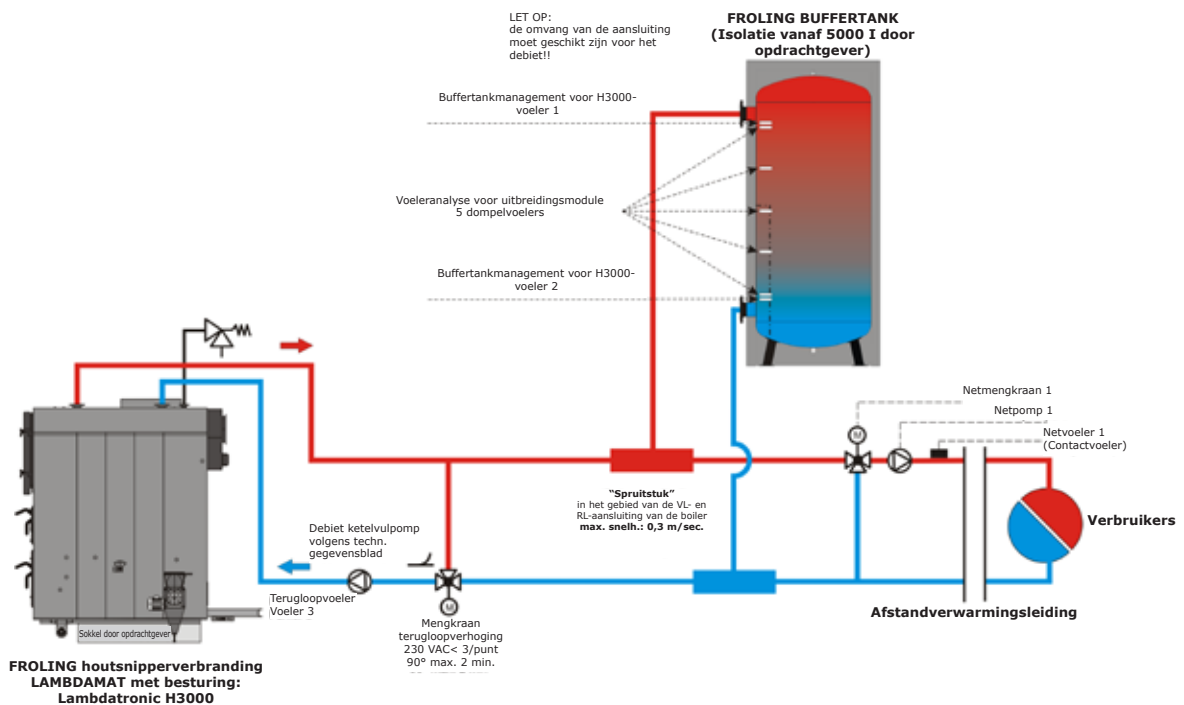 LET OP:
de omvang van de aansluiting
moet geschikt zijn voor het
debiet!!
FROLING BUFFERTANK
(Isolatie vanaf 5000 I door
opdrachtgever)
Buffertankmanagement voor H3000-
voeler 1
Voeleranalyse voor uitbreidingsmodule
5 dompelvoelers
Buffertankmanagement voor H3000-
voeler 2
Netmengkraan 1
Netpomp 1
Netvoeler 1
(Contactvoeler)
M
"Spruitstuk"
in het gebied van de VL- en
RL-aansluiting van de boiler
max. snelh.: 0,3 m/sec.
Verbruikers
Debiet ketelvulpomp
volgens techn.
gegevensblad
Terugloopvoeler
Voeler 3
M
Mengkraan
terugloopverhoging
230 VAC< 3/punt
90° max. 2 min.
Afstandverwarmingsleiding
Sokkel door opdrachtgever
FROLING houtsnipperverbranding
LAMBDAMAT met besturing:
Lambdatronic H3000